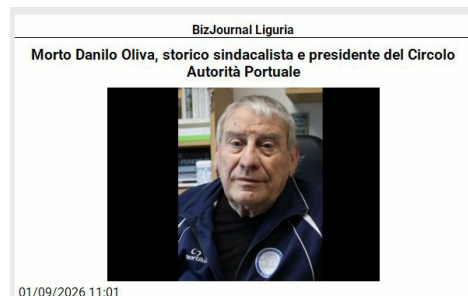 BizJournal Liguria
Morto Danilo Oliva, storico sindacalista e presidente del Circolo
Autorità Portuale
01/09/2026 11:01